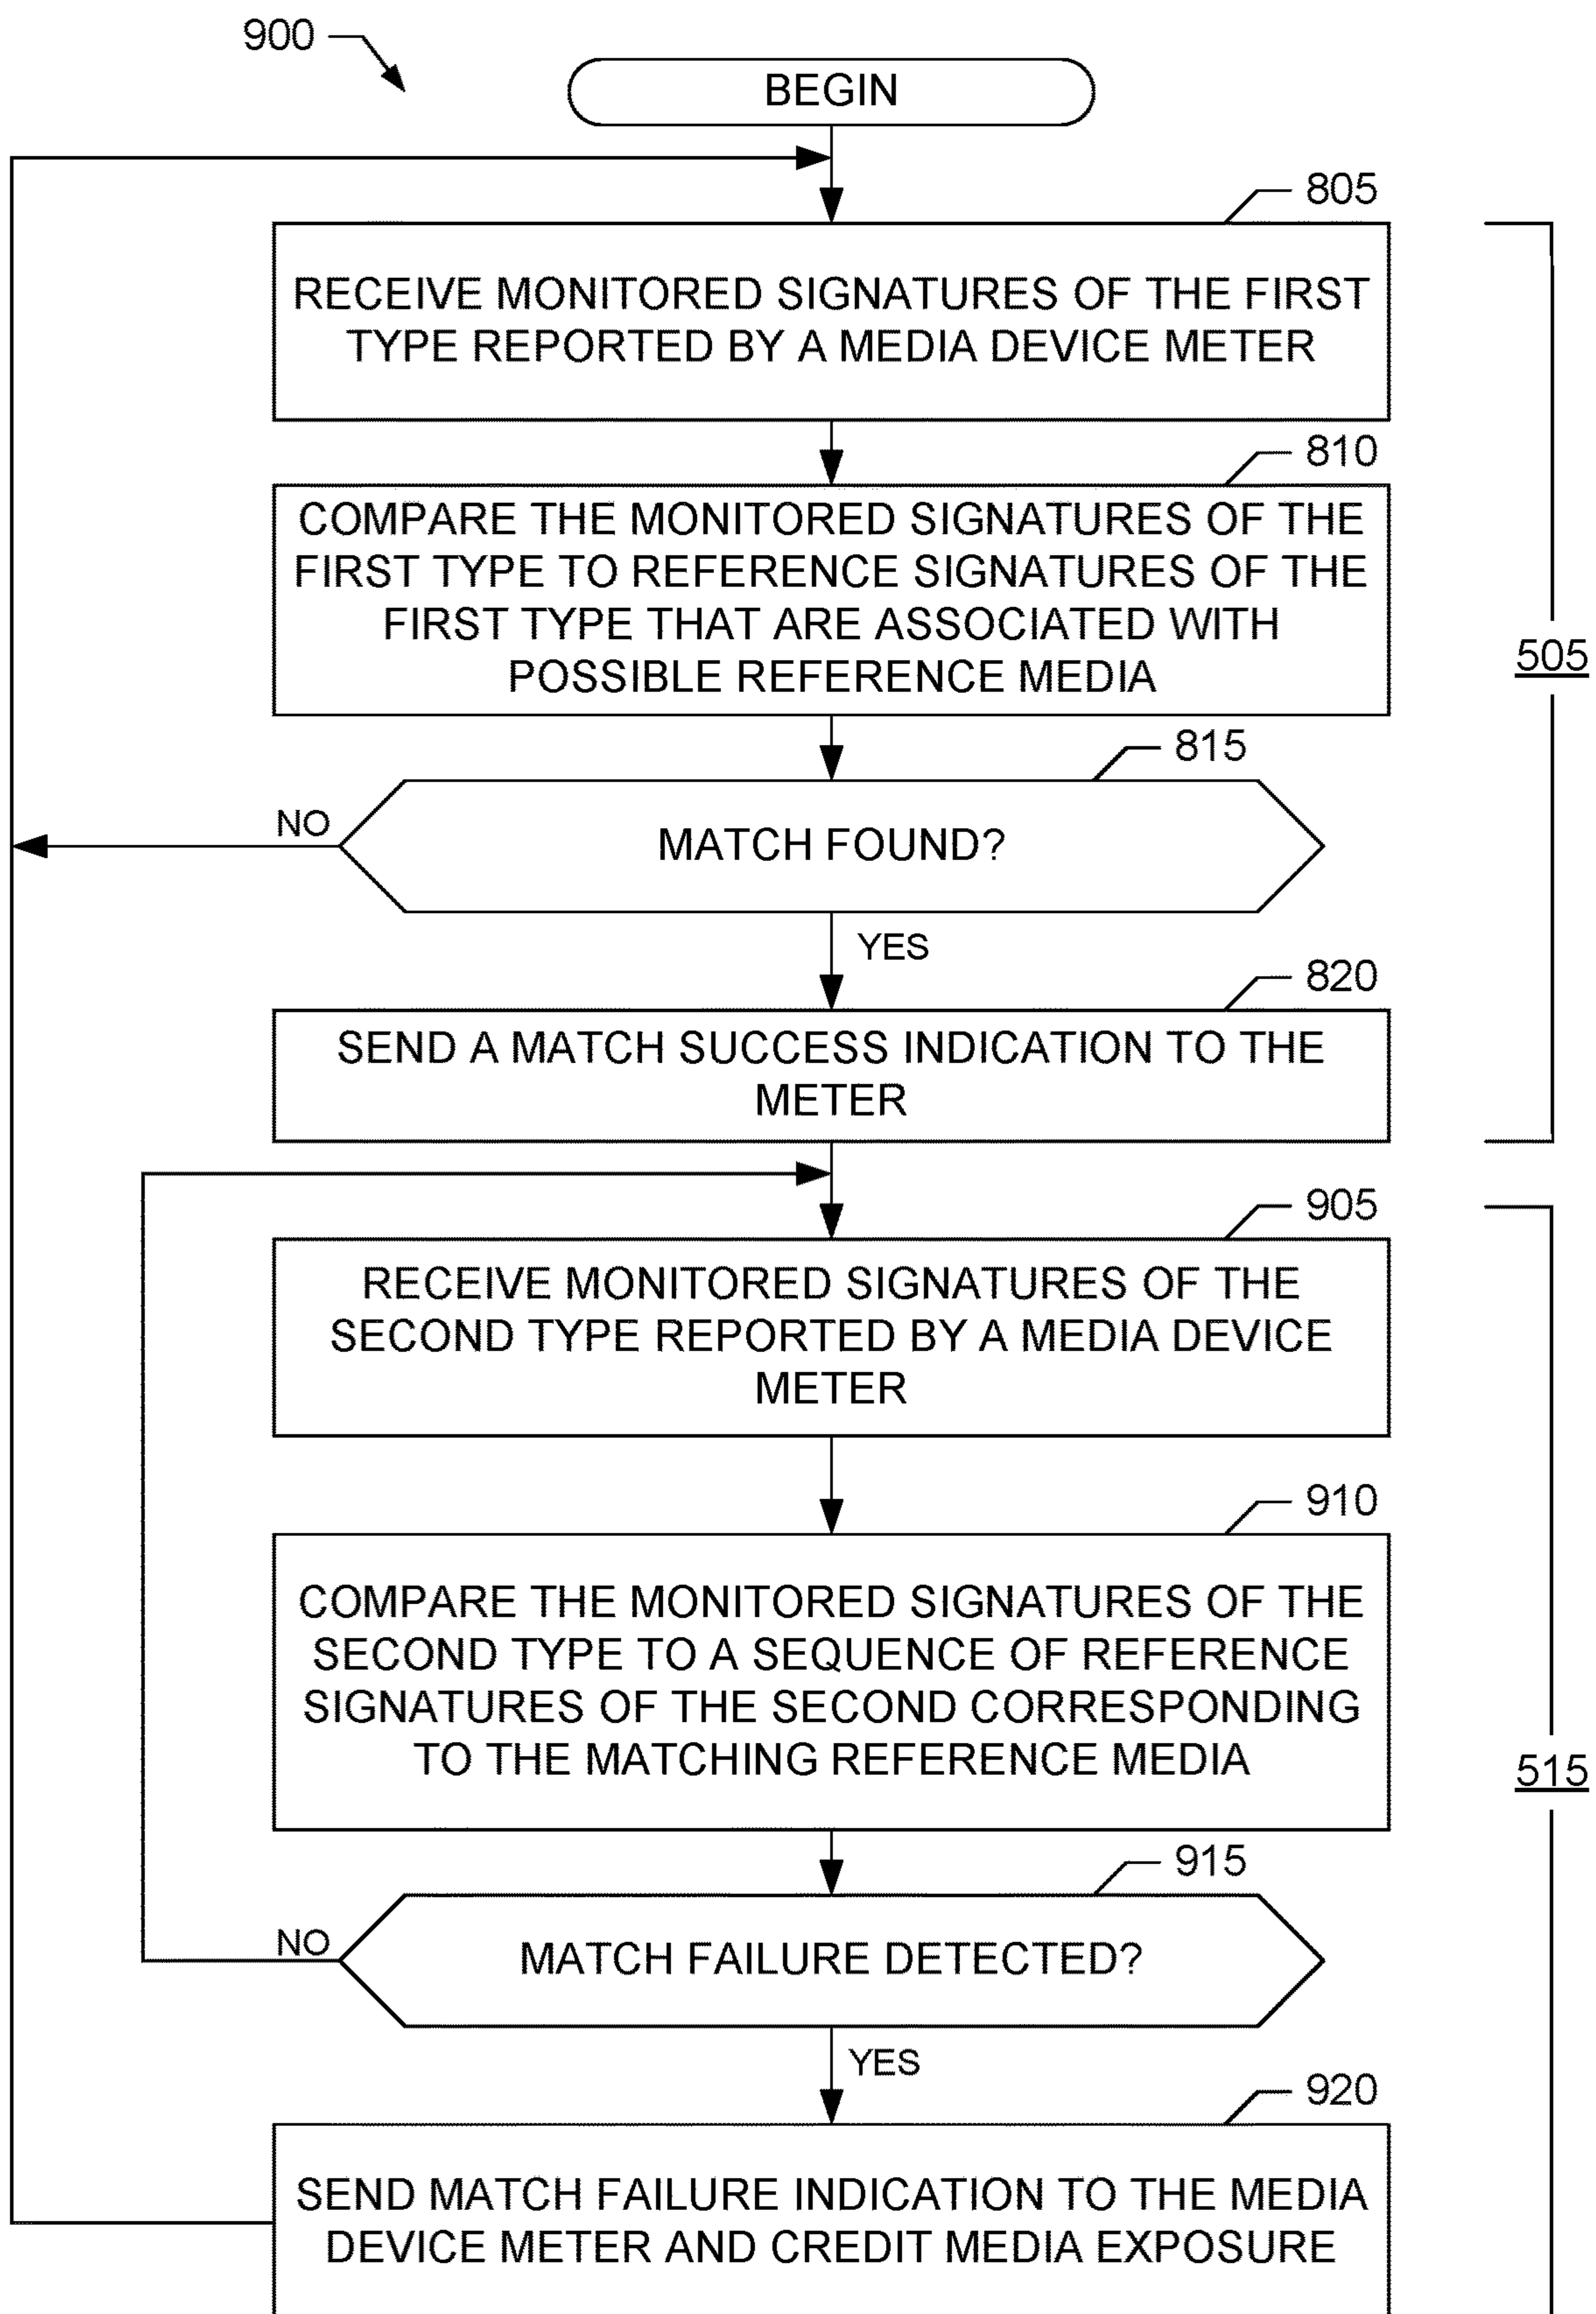 900
BEGIN
805
RECEIVE MONITORED SIGNATURES OF THE FIRST
TYPE REPORTED BY A MEDIA DEVICE METER
810
COMPARE THE MONITORED SIGNATURES OF THE
FIRST TYPE TO REFERENCE SIGNATURES OF THE
FIRST TYPE THAT ARE ASSOCIATED WITH
POSSIBLE REFERENCE MEDIA
505
815
NO
MATCH FOUND?
YES
820
SEND A MATCH SUCCESS INDICATION TO THE
METER
905
RECEIVE MONITORED SIGNATURES OF THE
SECOND TYPE REPORTED BY A MEDIA DEVICE
METER
910
COMPARE THE MONITORED SIGNATURES OF THE
SECOND TYPE TO A SEQUENCE OF REFERENCE
SIGNATURES OF THE SECOND CORRESPONDING
TO THE MATCHING REFERENCE MEDIA
515
915
NO
MATCH FAILURE DETECTED?
YES
920
SEND MATCH FAILURE INDICATION TO THE MEDIA
DEVICE METER AND CREDIT MEDIA EXPOSURE